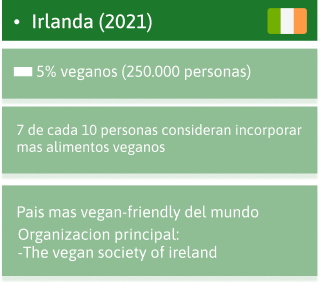 • Irlanda (2021)
5% veganos (250.000 personas)
7 de cada 10 personas consideran incorporar
mas alimentos veganos
Pais mas vegan-friendly del mundo
Organizacion principal:
-The vegan society of ireland